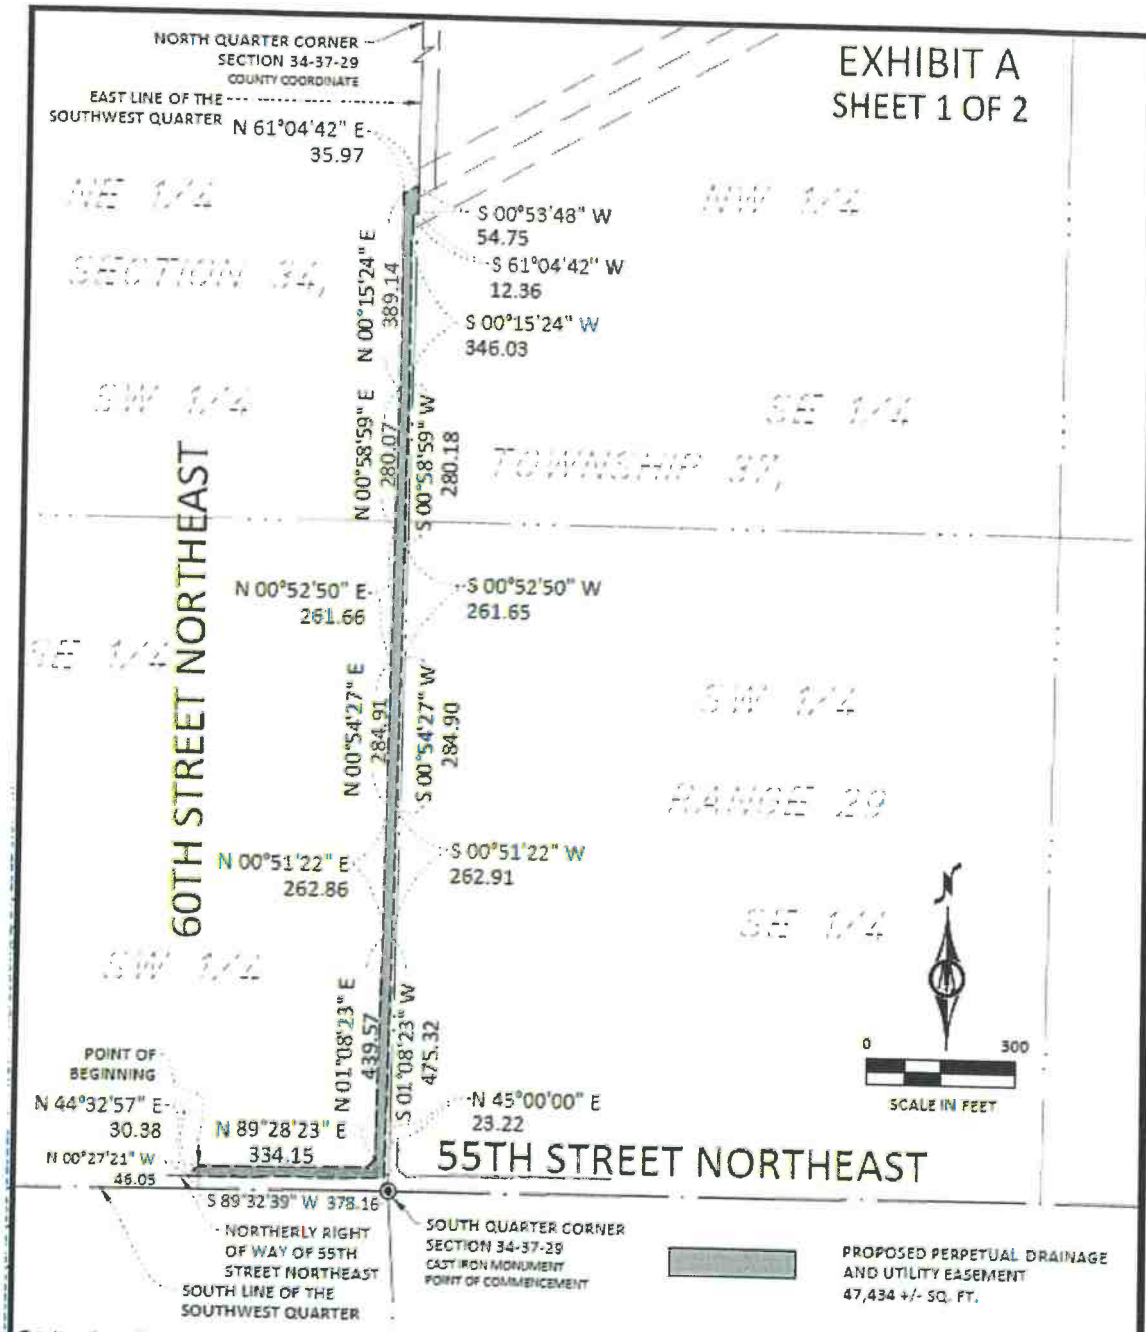 EXHIBIT A
SHEET 1 OF 2
NORTH QUARTER CORNER
SECTION 34-37-29
COUNTY COORDINATE
EAST LINE OF THE
SOUTHWEST QUARTER
N 61°04'42" E
35.97
NE 1/4
NW 1/4
SECTION 34,
S 00°53'48" W
54.75
S 61°04'42" W
12.36
N 00°15'24" E
389.14
S 00°15'24" W
346.03
SW 1/4
SE 1/4
N 00°58'59" E
280.07
S 00°58'59" W
280.18
TOWNSHIP 37,
60TH STREET NORTHEAST
N 00°52'50" E
261.66
S 00°52'50" W
261.65
SE 1/4
SW 1/4
N 00°54'27" E
284.91
S 00°54'27" W
284.90
RANGE 29
N 00°51'22" E
262.86
S 00°51'22" W
262.91
SE 1/4
SW 1/4
N
0 300
SCALE IN FEET
N 01°08'23" E
439.57
S 01°08'23" W
475.32
POINT OF
BEGINNING
N 44°32'57" E
30.38
N 89°28'23" E
334.15
N 45°00'00" E
23.22
N 00°27'21" W
46.05
55TH STREET NORTHEAST
S 89°32'39" W 378.16
NORTHERLY RIGHT
OF WAY OF 55TH
STREET NORTHEAST
SOUTH LINE OF THE
SOUTHWEST QUARTER
SOUTH QUARTER CORNER
SECTION 34-37-29
CAST IRON MONUMENT
POINT OF COMMENCEMENT
PROPOSED PERPETUAL DRAINAGE
AND UTILITY EASEMENT
47,434 +/- SQ. FT.